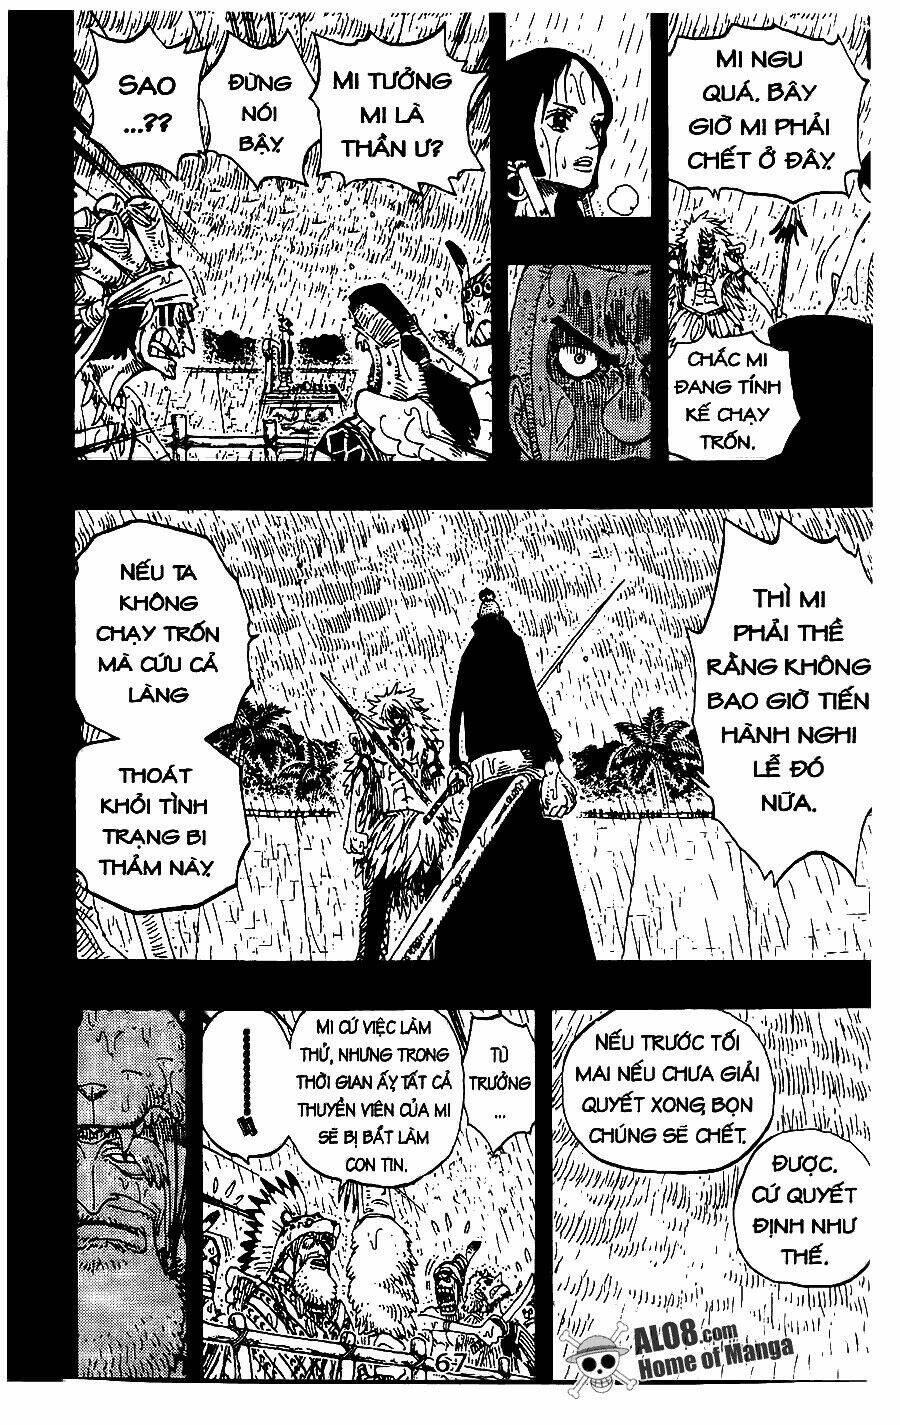 MI NGU
QUÁ. BÂY
GIỜ MI PHẢI
CHẾT Ở ĐÂY.
CHẮC MI
ĐANG TÍNH
KẾ CHẠY
TRỐN.
MI TƯỞNG
MI LÀ
THẦN Ư?
ĐỪNG
NÓI
BẬY.
SAO
...??
THÌ MI
PHẢI THỀ
RẰNG KHÔNG
BAO GIỜ TIẾN
HÀNH NGHI
LỄ ĐÓ
NỮA.
NẾU TA
KHÔNG
CHẠY TRỐN
MÀ CỨU CẢ
LÀNG
THOÁT
KHỎI TÌNH
TRẠNG BI
THẢM NÀY.
NẾU TRƯỚC TỐI
MAI NẾU CHƯA GIẢI
QUYẾT XONG, BỌN
CHÚNG SẼ CHẾT.
ĐƯỢC.
CỨ QUYẾT
ĐỊNH NHƯ
THẾ.
TÙ
TRƯỞNG
...
MI CỨ VIỆC LÀM
THỬ, NHƯNG TRONG
THỜI GIAN ẤY, TẤT CẢ
THUYỀN VIÊN CỦA MI
SẼ BỊ BẮT LÀM
CON TIN.
67
ALO8.com
Home of Manga